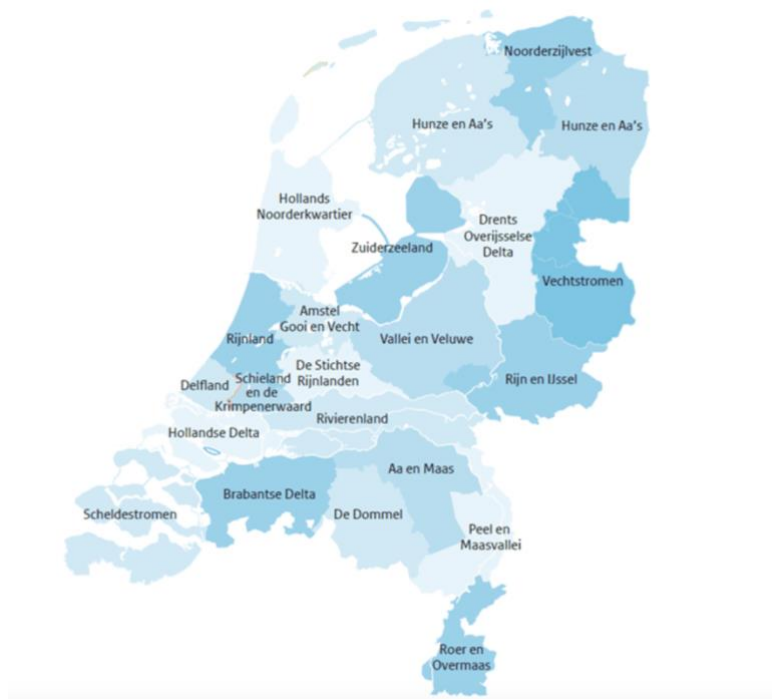 Noorderzijlvest
Hunze en Aa's
Hunze en Aa's
Hollands
Noorderkwartier
Drents
Overijsselse
Delta
Zuiderzeeland
Vechtstromen
Amstel
Gooi en Vecht
Rijnland
Vallei en Veluwe
De Stichtse
Rijnlanden
Rijn en IJssel
Delfland
Schieland
en de
Krimpenerwaard
Rivierenland
Hollandse Delta
Aa en Maas
Brabantse Delta
De Dommel
Scheldestromen
Peel en
Maasvallei
Roer en
Overmaas